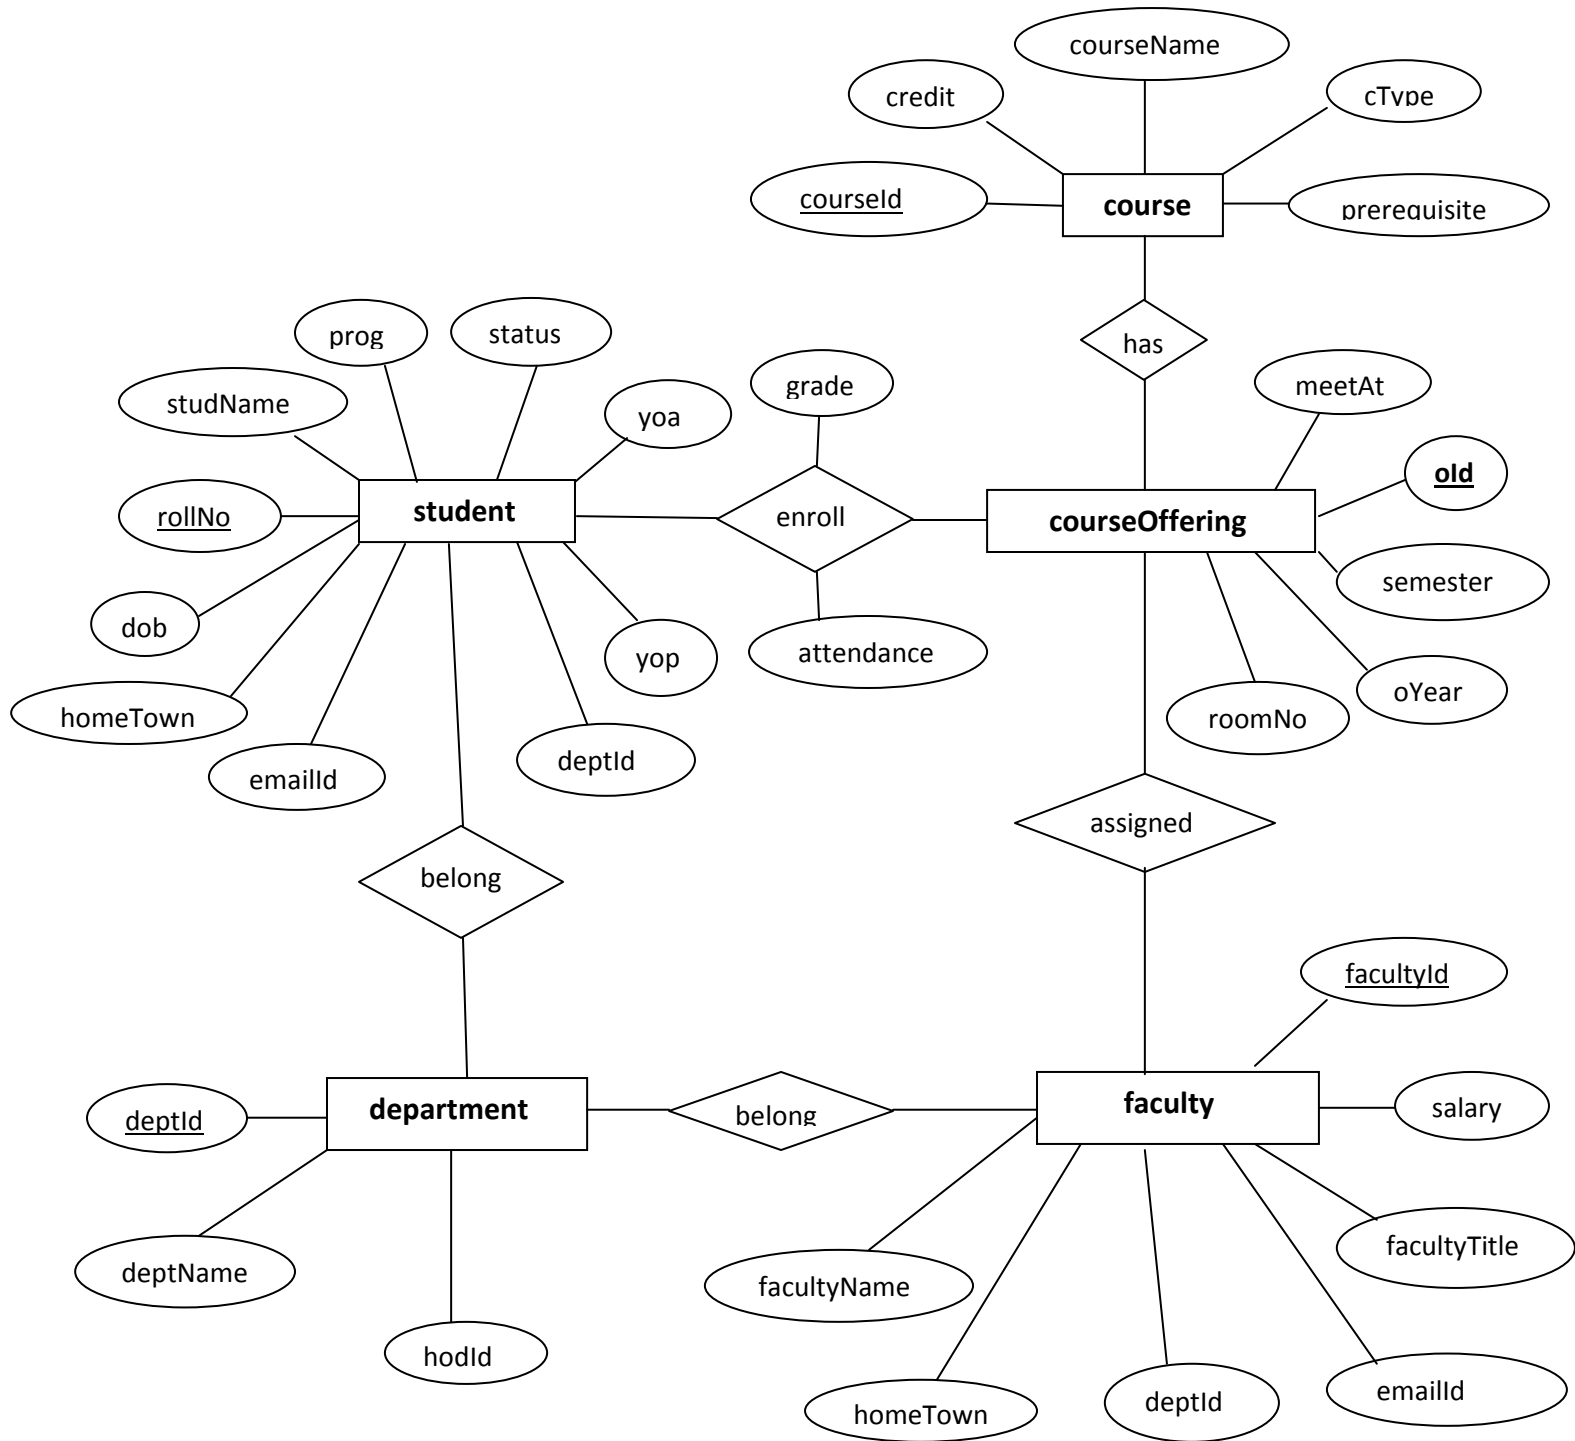 courseName
credit
cType
courseId
course
prerequisite
prog
status
has
grade
meetAt
studName
yoa
oId
rollNo
student
enroll
courseOffering
semester
dob
yop
attendance
homeTown
oYear
roomNo
emailId
deptId
assigned
belong
facultyId
deptId
department
belong
faculty
salary
deptName
facultyName
facultyTitle
hodId
homeTown
deptId
emailId